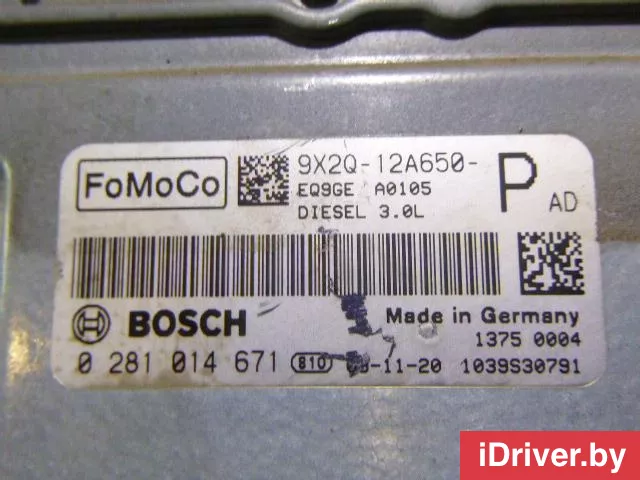 FoMoCo
9X2Q-12A650-
EQ9GE A0105
DIESEL 3.0L
P
AD
BOSCH
Made in Germany
1375 0004
0 281 014 671 810 -11-20 1039S30791
iDriver.by